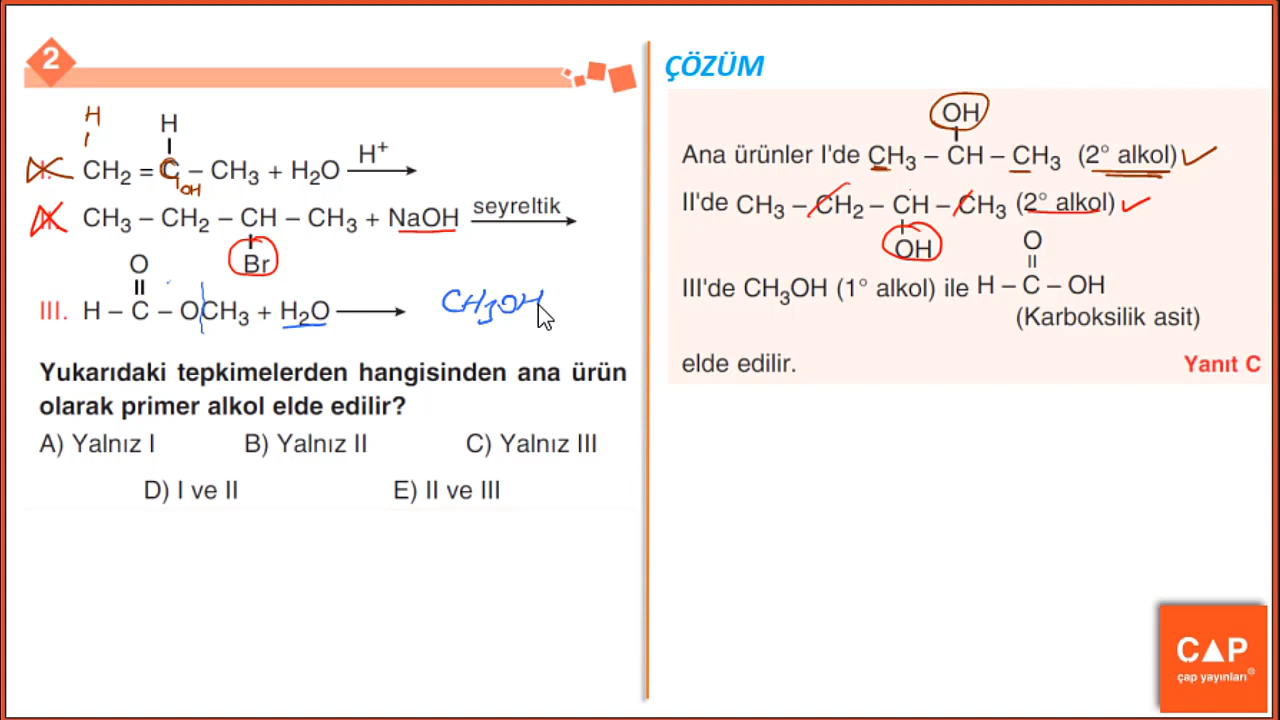 2
H
H
I. CH2 = C – CH3 + H2O H+
OH
CH3 – CH2 – CH – CH3 + NaOH seyreltik
Br
O
III. H – C – OCH3 + H2O CH3OH
Yukarıdaki tepkimelerden hangisinden ana ürün
olarak primer alkol elde edilir?
A) Yalnız I B) Yalnız II C) Yalnız III
D) I ve II E) II ve III
ÇÖZÜM
OH
Ana ürünler I'de CH3 – CH – CH3 (2° alkol)
II'de CH3 – CH2 – CH – CH3 (2° alkol)
OH
O
III'de CH3OH (1° alkol) ile H – C – OH
(Karboksilik asit)
elde edilir. Yanıt C
CAP
çap yayınları®